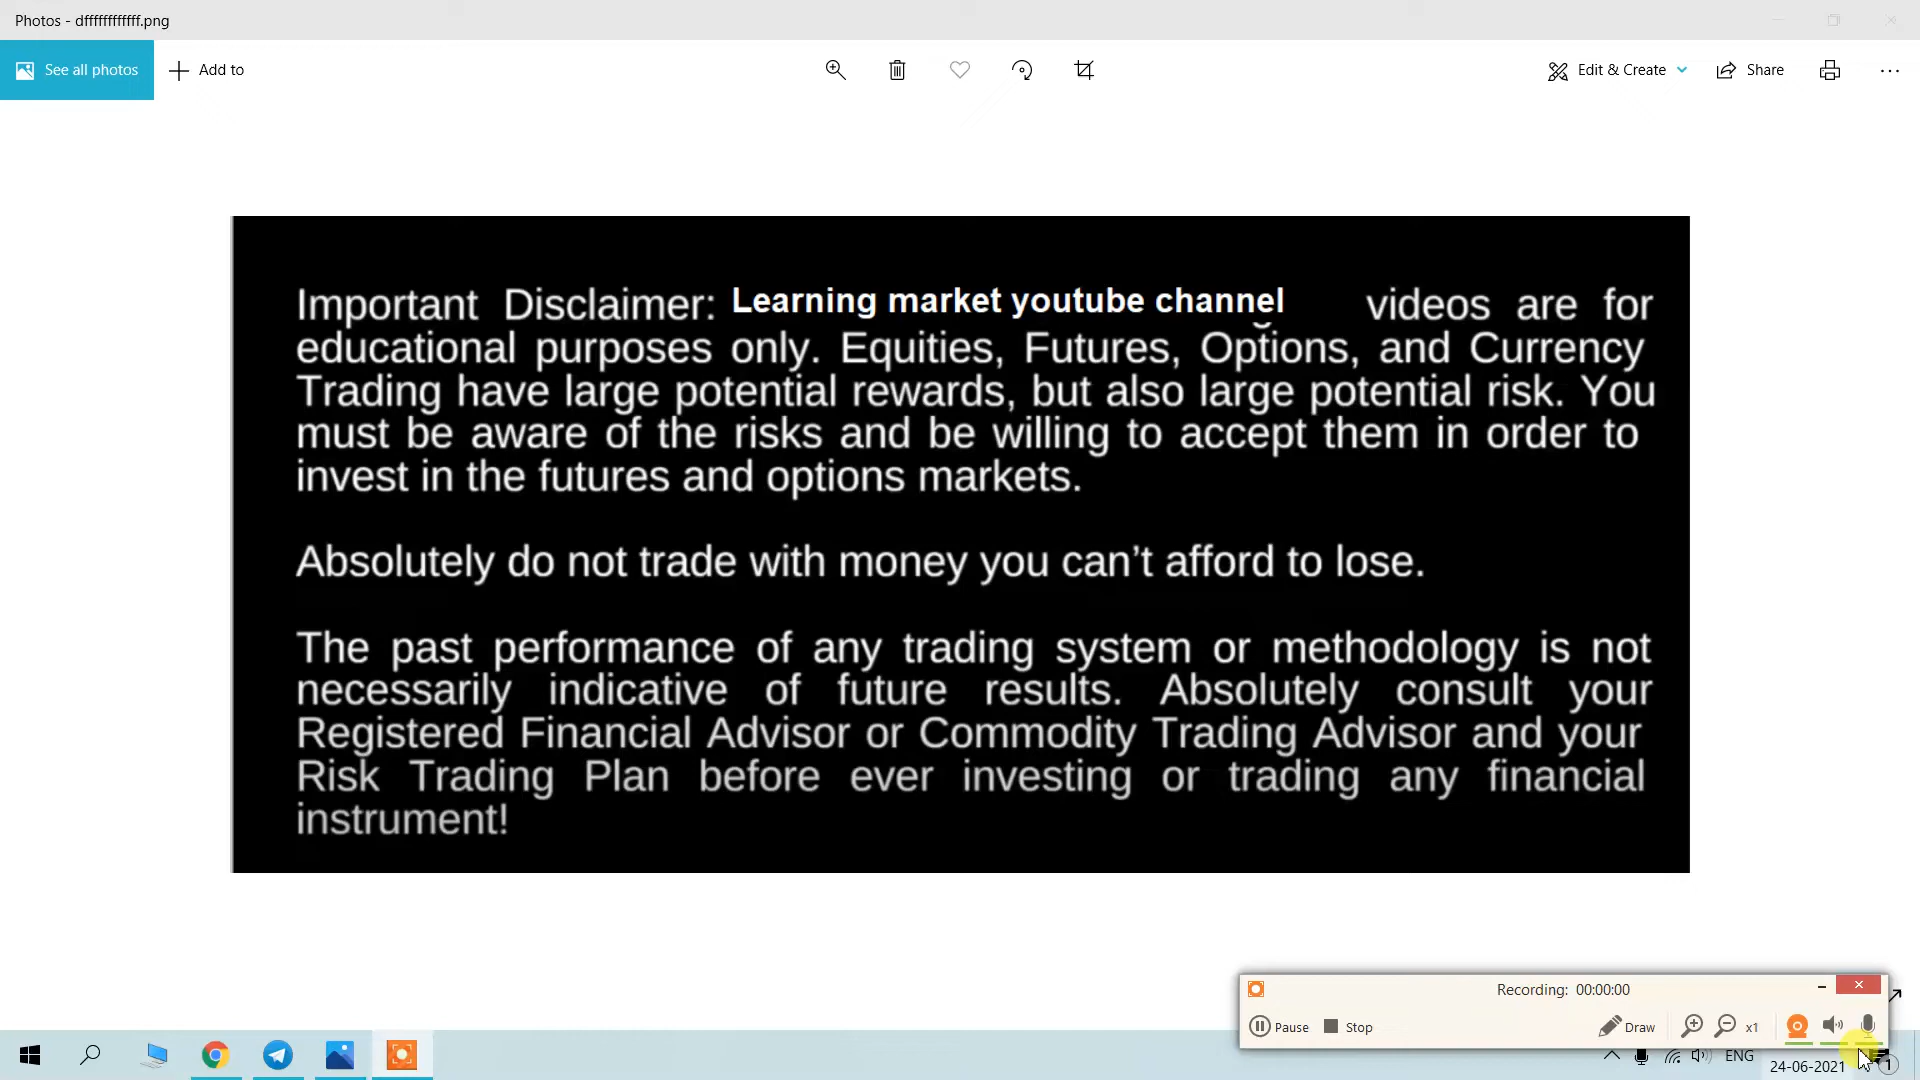 Photos - dffffffffffff.png
See all photos
Add to
Edit & Create
Share
Important Disclaimer: Learning market youtube channel videos are for
educational purposes only. Equities, Futures, Options, and Currency
Trading have large potential rewards, but also large potential risk. You
must be aware of the risks and be willing to accept them in order to
invest in the futures and options markets.
Absolutely do not trade with money you can't afford to lose.
The past performance of any trading system or methodology is not
necessarily indicative of future results. Absolutely consult your
Registered Financial Advisor or Commodity Trading Advisor and your
Risk Trading Plan before ever investing or trading any financial
instrument!
Recording: 00:00:00
Pause
Stop
Draw
x1
ENG
24-06-2021
1